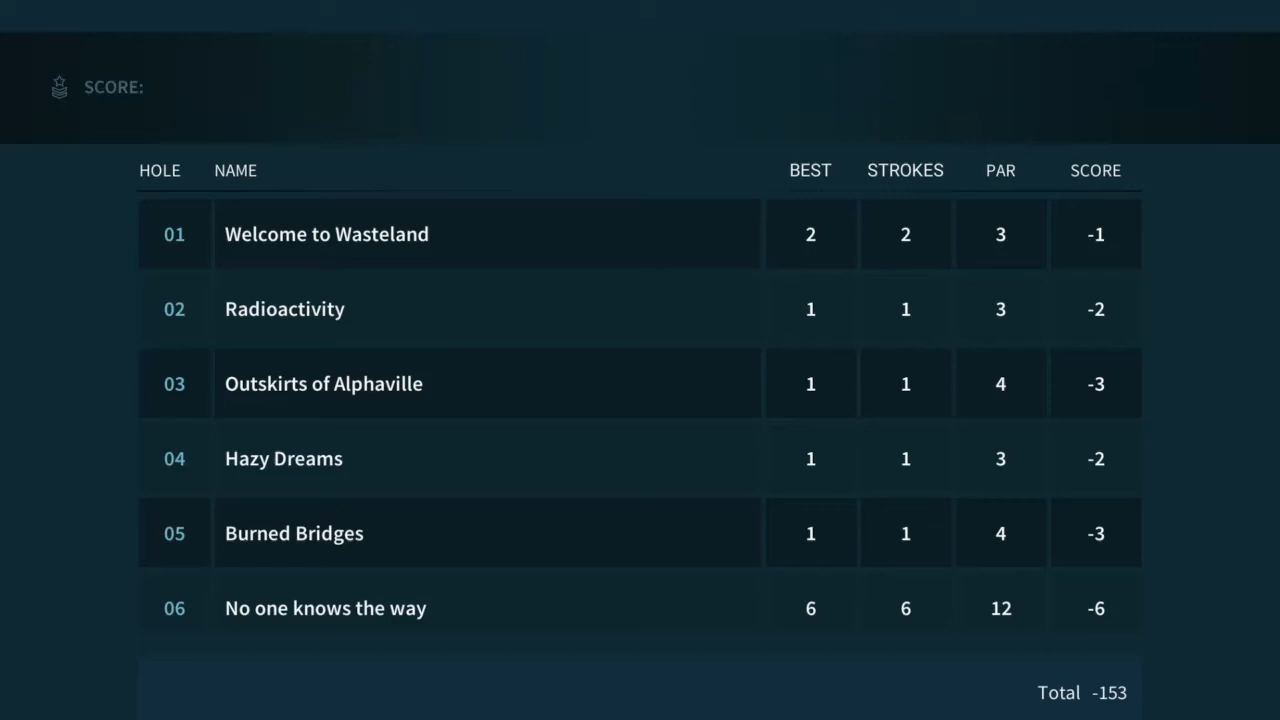 SCORE:
HOLE NAME BEST STROKES PAR SCORE
01 Welcome to Wasteland 2 2 3 -1
02 Radioactivity 1 1 3 -2
03 Outskirts of Alphaville 1 1 4 -3
04 Hazy Dreams 1 1 3 -2
05 Burned Bridges 1 1 4 -3
06 No one knows the way 6 6 12 -6
Total -153